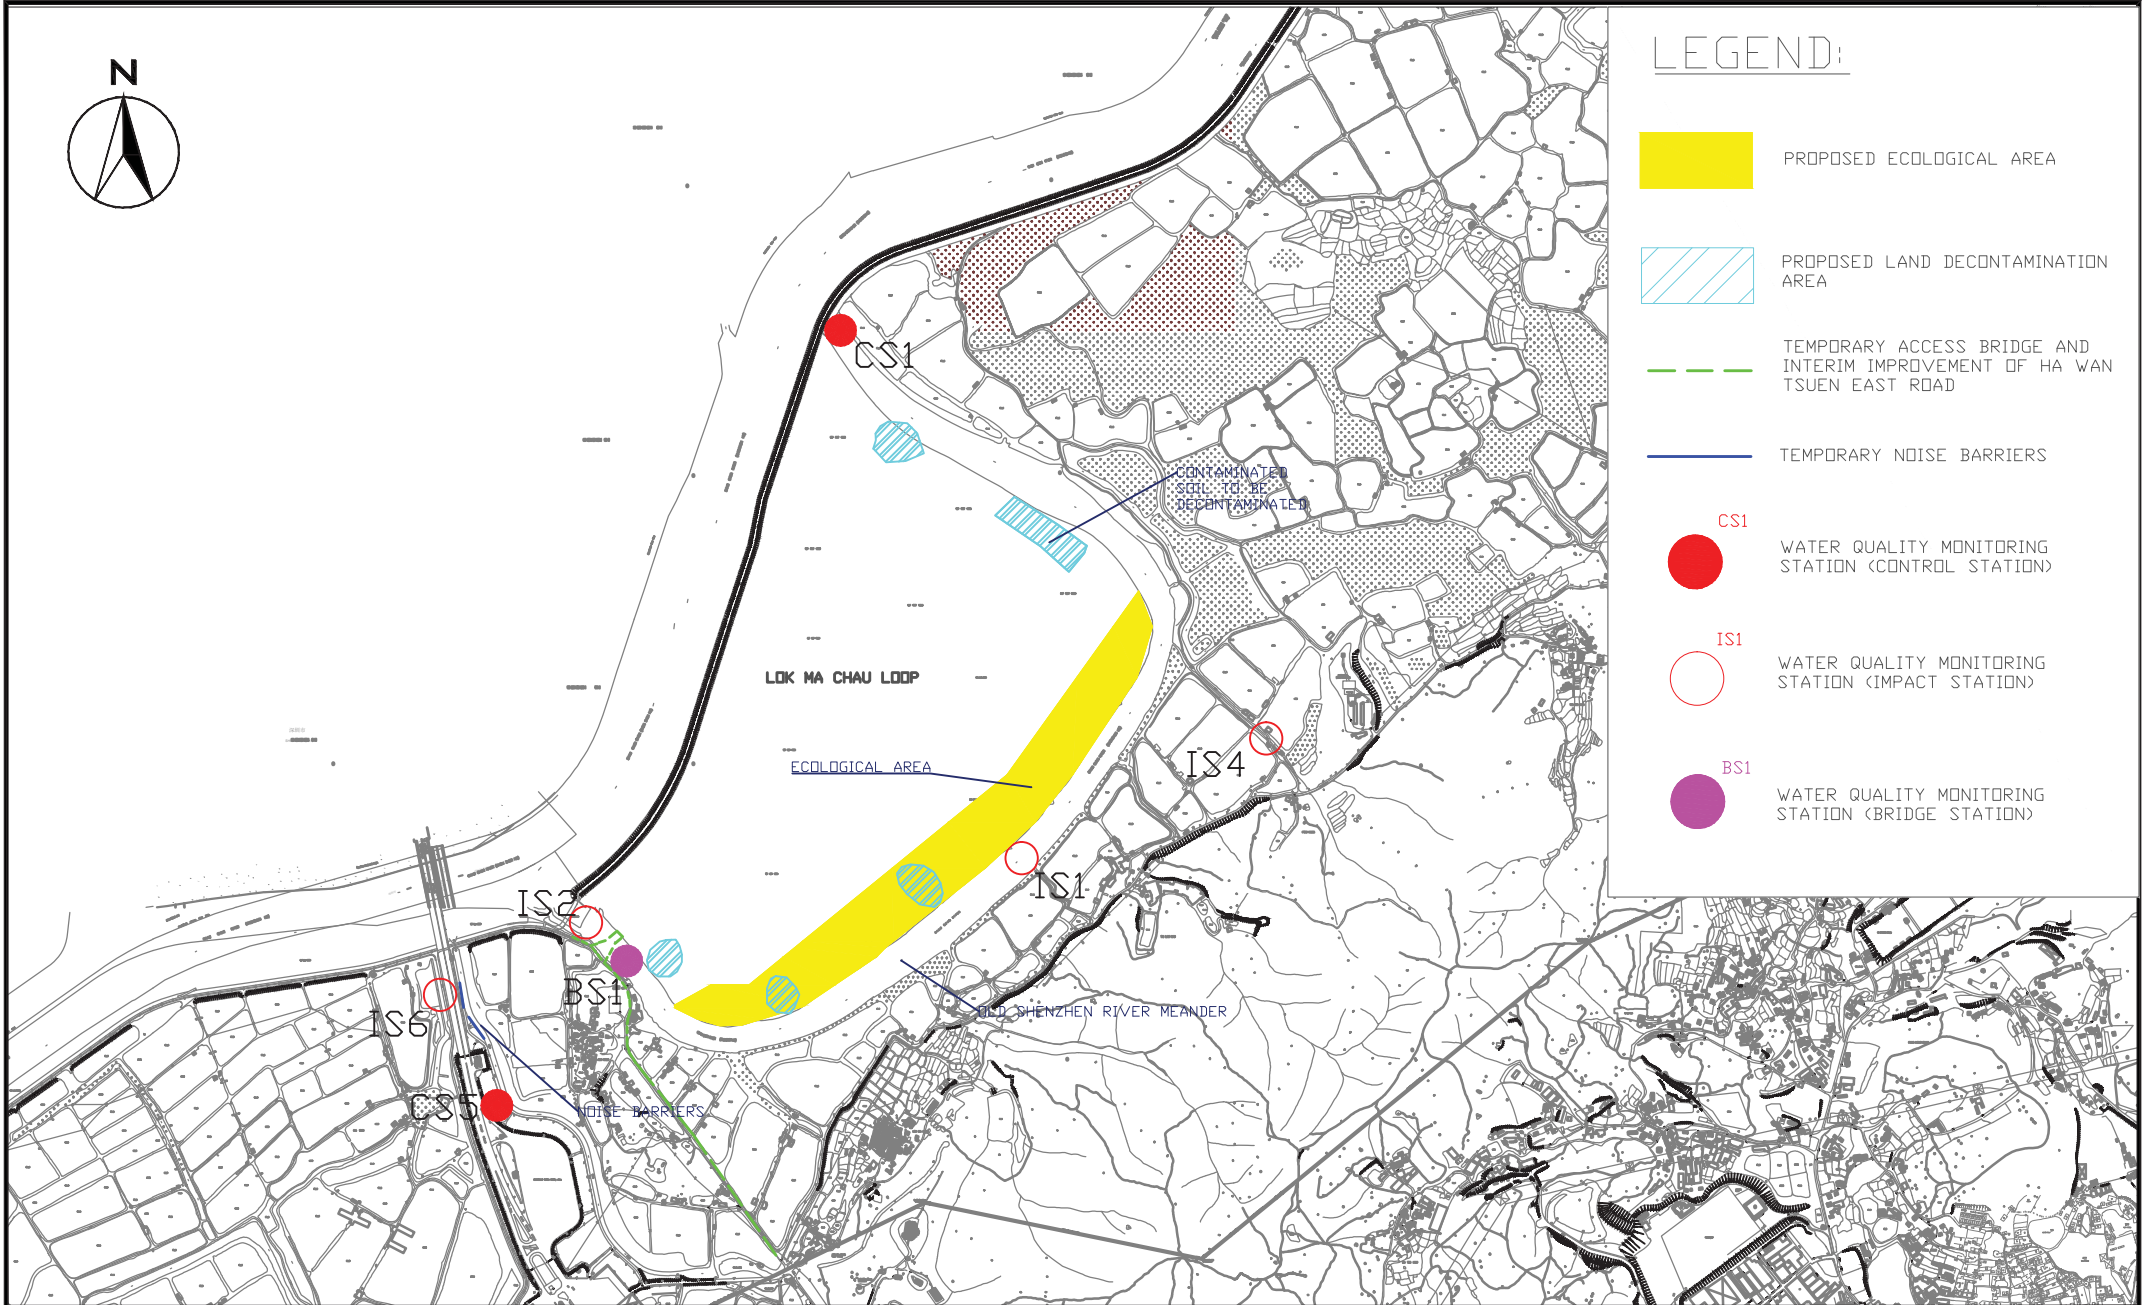 N
LEGEND:
PROPOSED ECOLOGICAL AREA
PROPOSED LAND DECONTAMINATION
AREA
TEMPORARY ACCESS BRIDGE AND
INTERIM IMPROVEMENT OF HA WAN
TSUEN EAST ROAD
TEMPORARY NOISE BARRIERS
CS1
WATER QUALITY MONITORING
STATION (CONTROL STATION)
IS1
WATER QUALITY MONITORING
STATION (IMPACT STATION)
BS1
WATER QUALITY MONITORING
STATION (BRIDGE STATION)
CS1
CONTAMINATED
SOIL TO BE
DECONTAMINATED
LOK MA CHAU LOOP
ECOLOGICAL AREA
IS4
IS1
IS2
BS1
OLD SHENZHEN RIVER MEANDER
IS6
CS5
NOISE BARRIERS